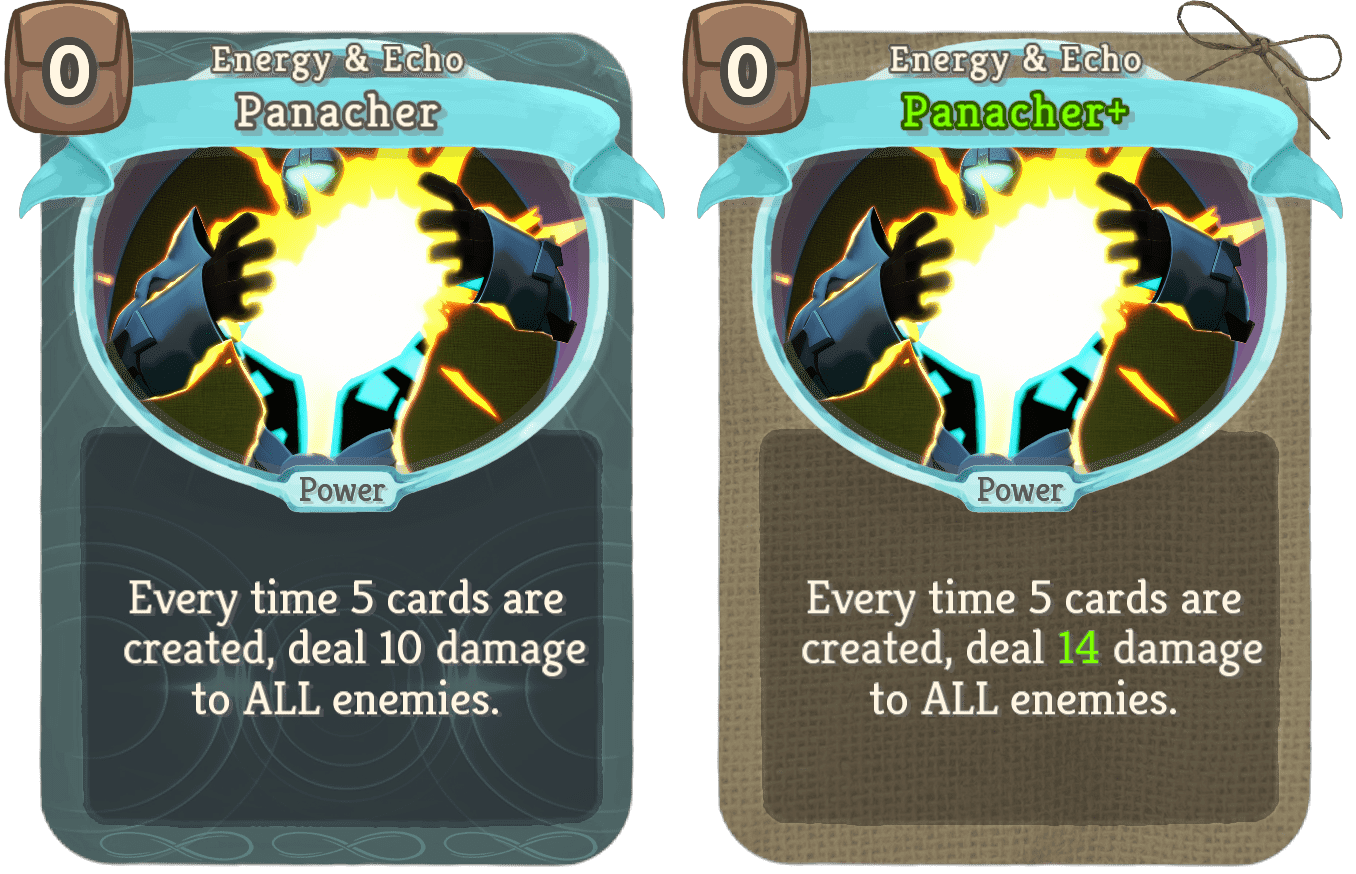 0
Energy & Echo
Panacher
Power
Every time 5 cards are
created, deal 10 damage
to ALL enemies.
0
Energy & Echo
Panacher+
Power
Every time 5 cards are
created, deal 14 damage
to ALL enemies.